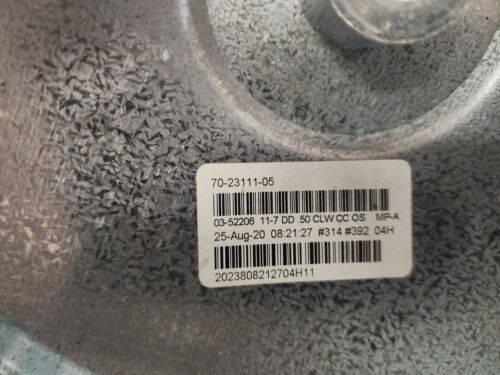 70-23111-05
03-52206 11-7 DD .50 CLW CC OS MP-A
25-Aug-20 08:21:27 #314 #392 04H
2023808212704H11